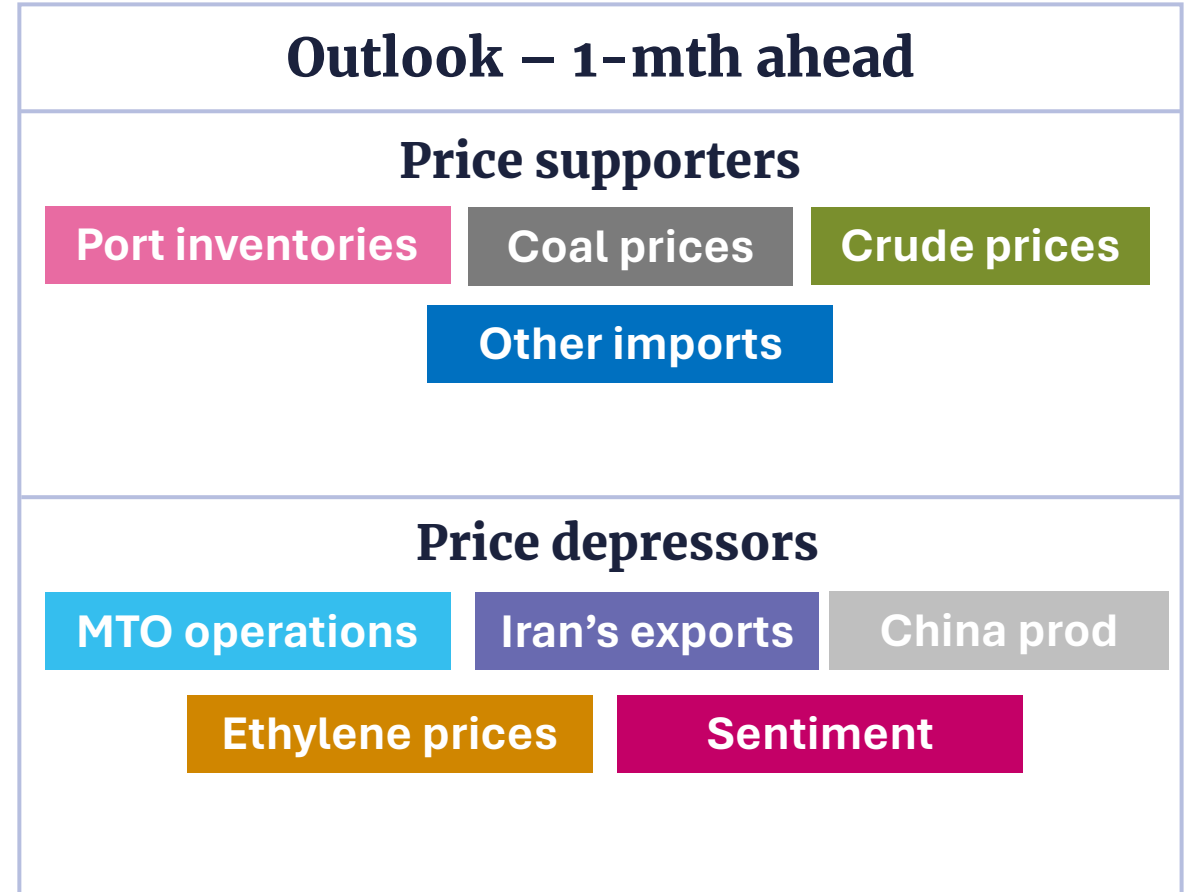 Outlook – 1-mth ahead
Price supporters
Port inventories
Coal prices
Crude prices
Other imports
Price depressors
MTO operations
Iran’s exports
China prod
Ethylene prices
Sentiment